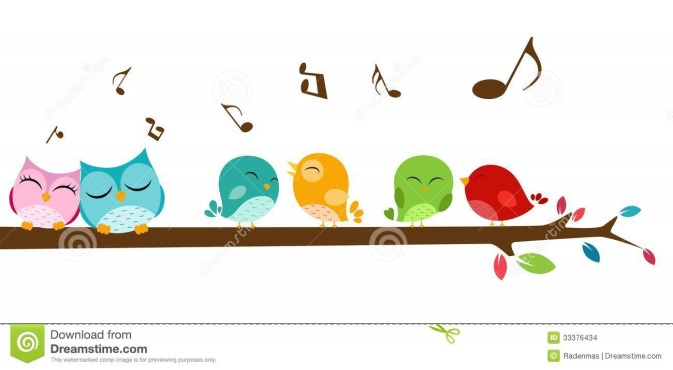 Download from
Dreamstime.com
This watermarked comp image is for previewing purposes only.
ID 33376434
© Radenmas | Dreamstime.com